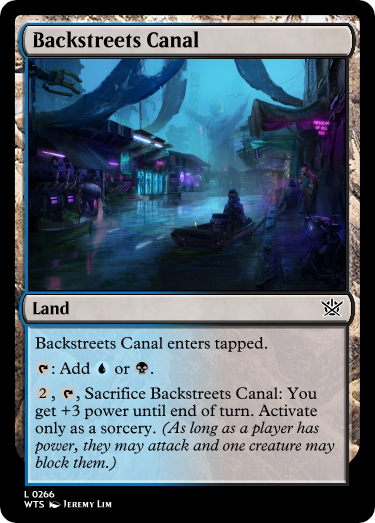 Backstreets Canal
Land
Backstreets Canal enters tapped.
: Add or .
2, , Sacrifice Backstreets Canal: You
get +3 power until end of turn. Activate
only as a sorcery. (As long as a player has
power, they may attack and one creature may
block them.)
L 0266
WTS Jeremy Lim